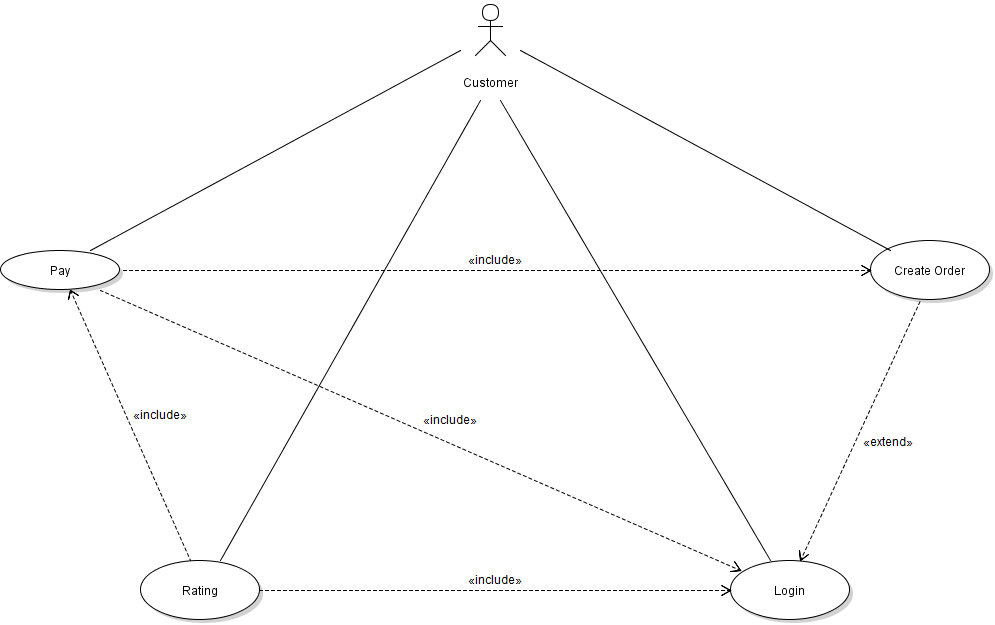 Customer
«include»
Pay
Create Order
«include»
«include»
«extend»
«include»
Rating
Login